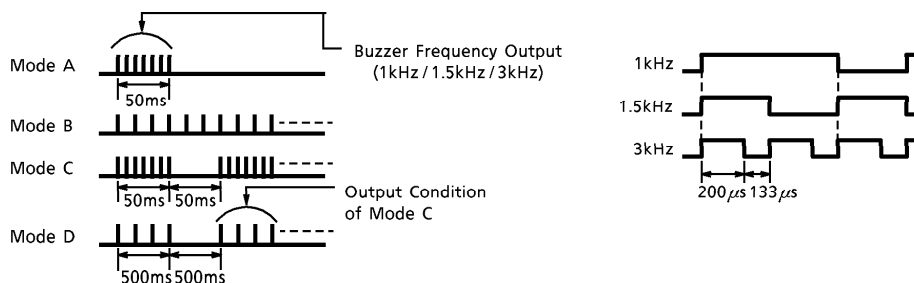 Mode A
50ms
Buzzer Frequency Output
(1kHz / 1.5kHz / 3kHz)
Mode B
Mode C
50ms 50ms
Output Condition
of Mode C
Mode D
500ms 500ms
1kHz
1.5kHz
3kHz
200μs 133μs